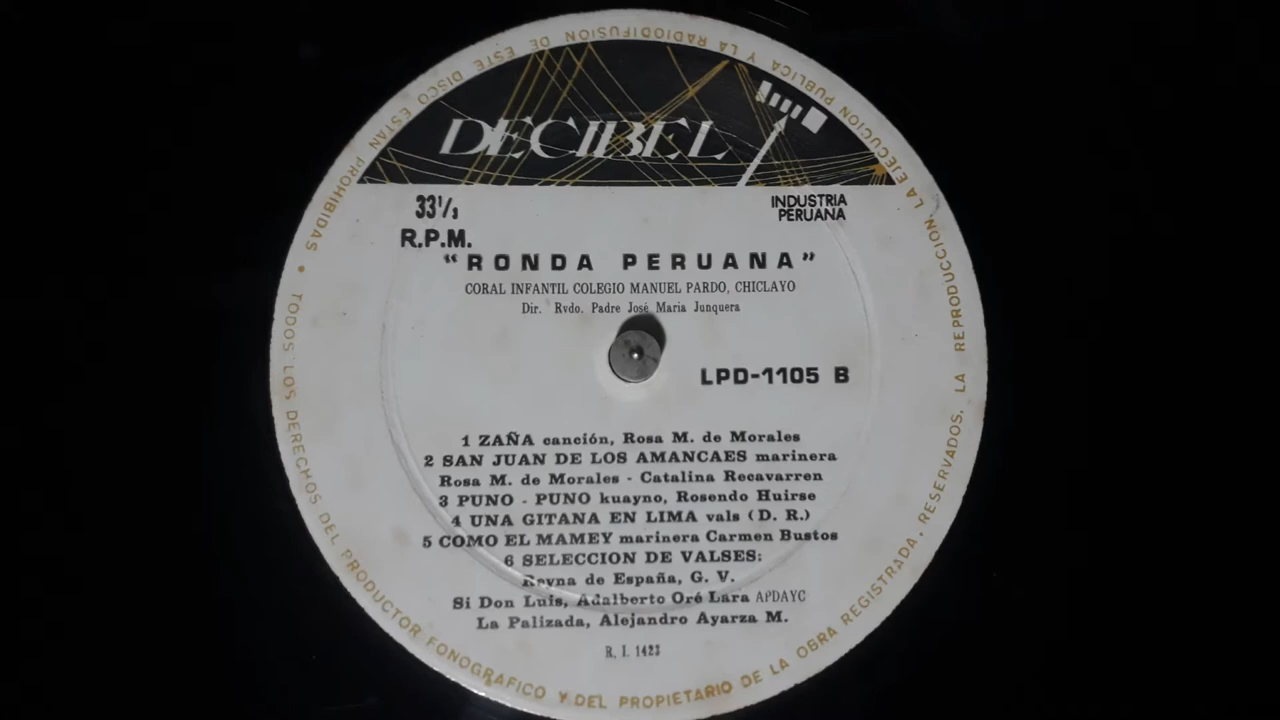 DECIBEL
33 1/3
R.P.M.
INDUSTRIA
PERUANA
"RONDA PERUANA"
CORAL INFANTIL COLEGIO MANUEL PARDO, CHICLAYO
Dir. Rvdo. Padre José Maria Junquera
LPD-1105 B
1 ZAÑA canción, Rosa M. de Morales
2 SAN JUAN DE LOS AMANCAES marinera
Rosa M. de Morales - Catalina Recavarren
3 PUNO - PUNO kuayno, Rosendo Huirse
4 UNA GITANA EN LIMA vals (D. R.)
5 COMO EL MAMEY marinera Carmen Bustos
6 SELECCION DE VALSES:
Reyna de España, G. V.
Si Don Luis, Adalberto Oré Lara APDAYC
La Palizada, Alejandro Ayarza M.
R. I. 1423
• TODOS LOS DERECHOS DEL PRODUCTOR FONOGRAFICO Y DEL PROPIETARIO DE LA OBRA REGISTRADA, RESERVADOS. LA REPRODUCCION LA EJECUCION PUBLICA Y LA RADIODIFUSION DE ESTE DISCO ESTAN PROHIBIDAS